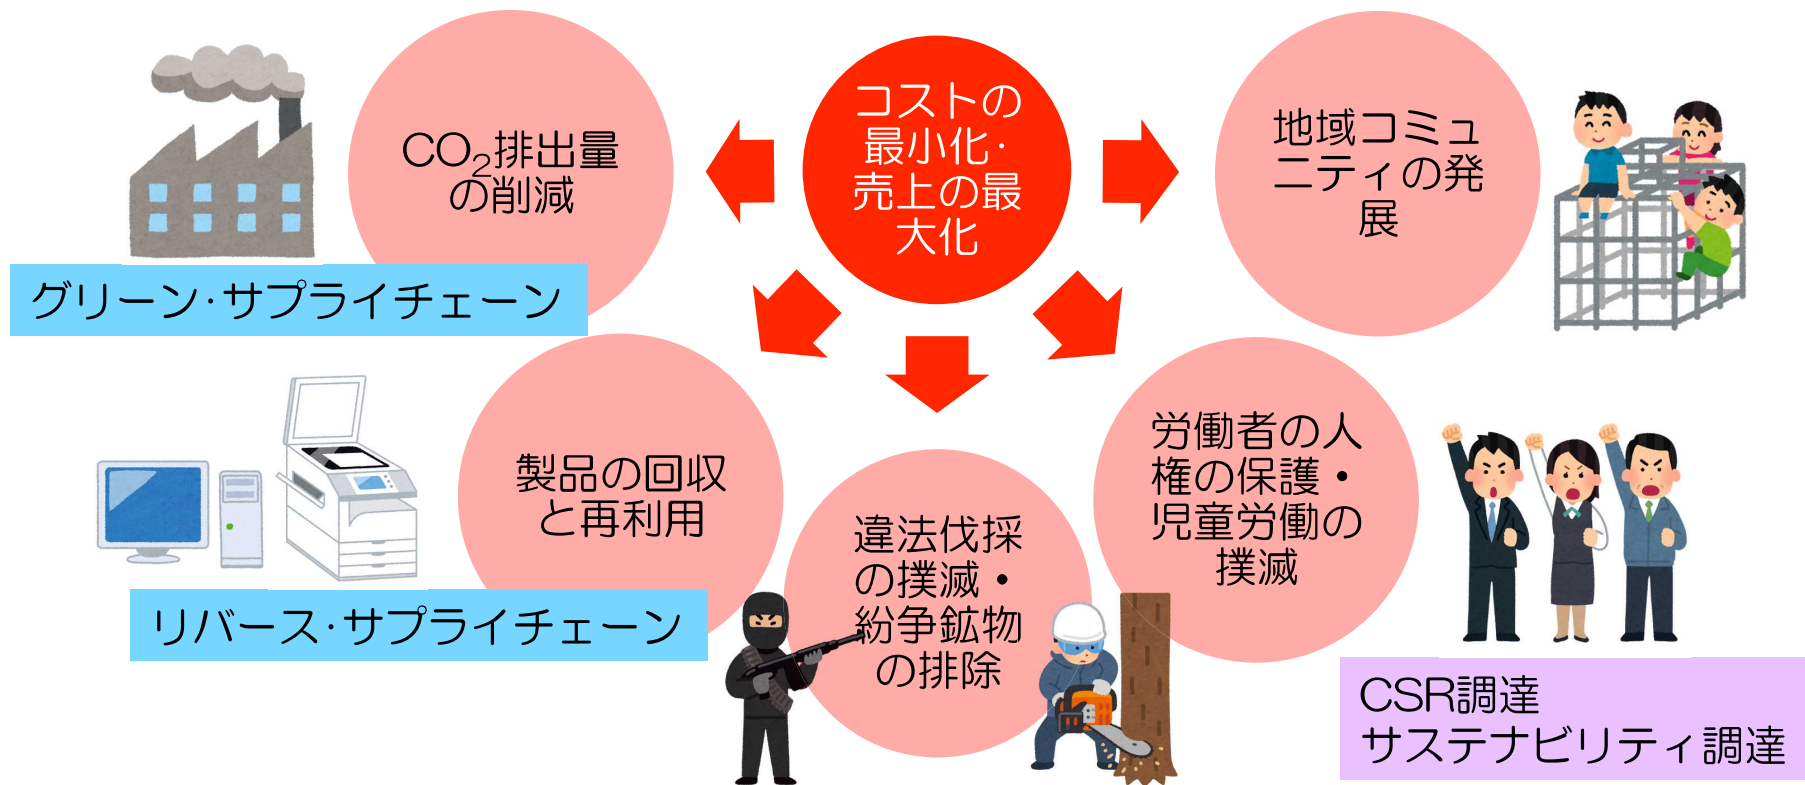 CO₂排出量
の削減
グリーン・サプライチェーン
コストの
最小化・
売上の最
大化
地域コミュ
ニティの発
展
製品の回収
と再利用
リバース・サプライチェーン
違法伐採
の撲滅・
紛争鉱物
の排除
労働者の人
権の保護・
児童労働の
撲滅
CSR調達
サステナビリティ調達